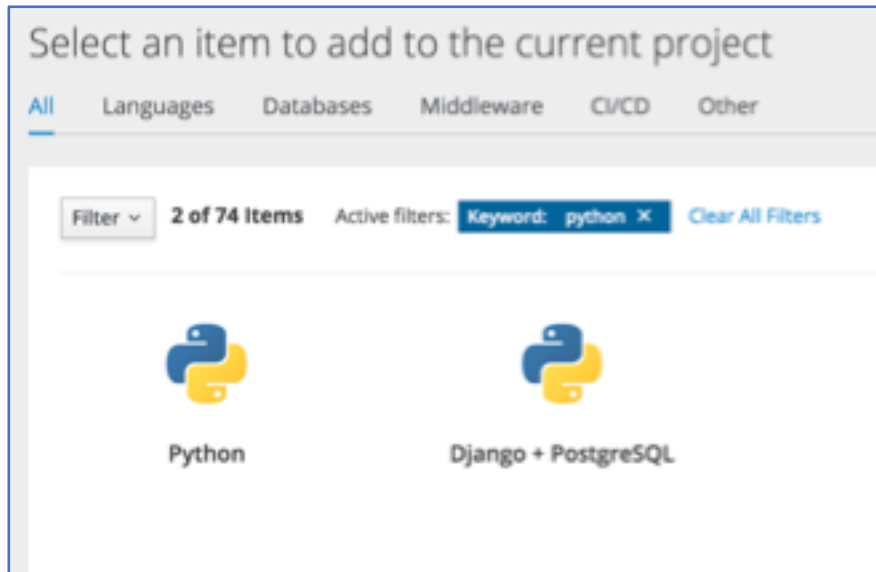 Select an item to add to the current project
All Languages Databases Middleware CI/CD Other
Filter 2 of 74 Items Active filters: Keyword: python × Clear All Filters
Python Django + PostgreSQL